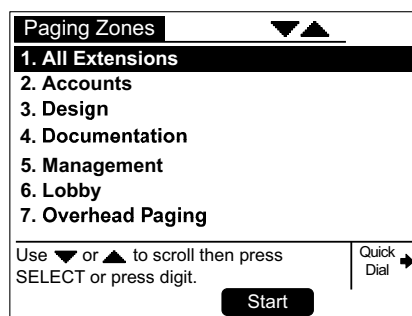 Paging Zones
1. All Extensions
2. Accounts
3. Design
4. Documentation
5. Management
6. Lobby
7. Overhead Paging
Use ▼ or ▲ to scroll then press
SELECT or press digit.
Quick
Dial
Start